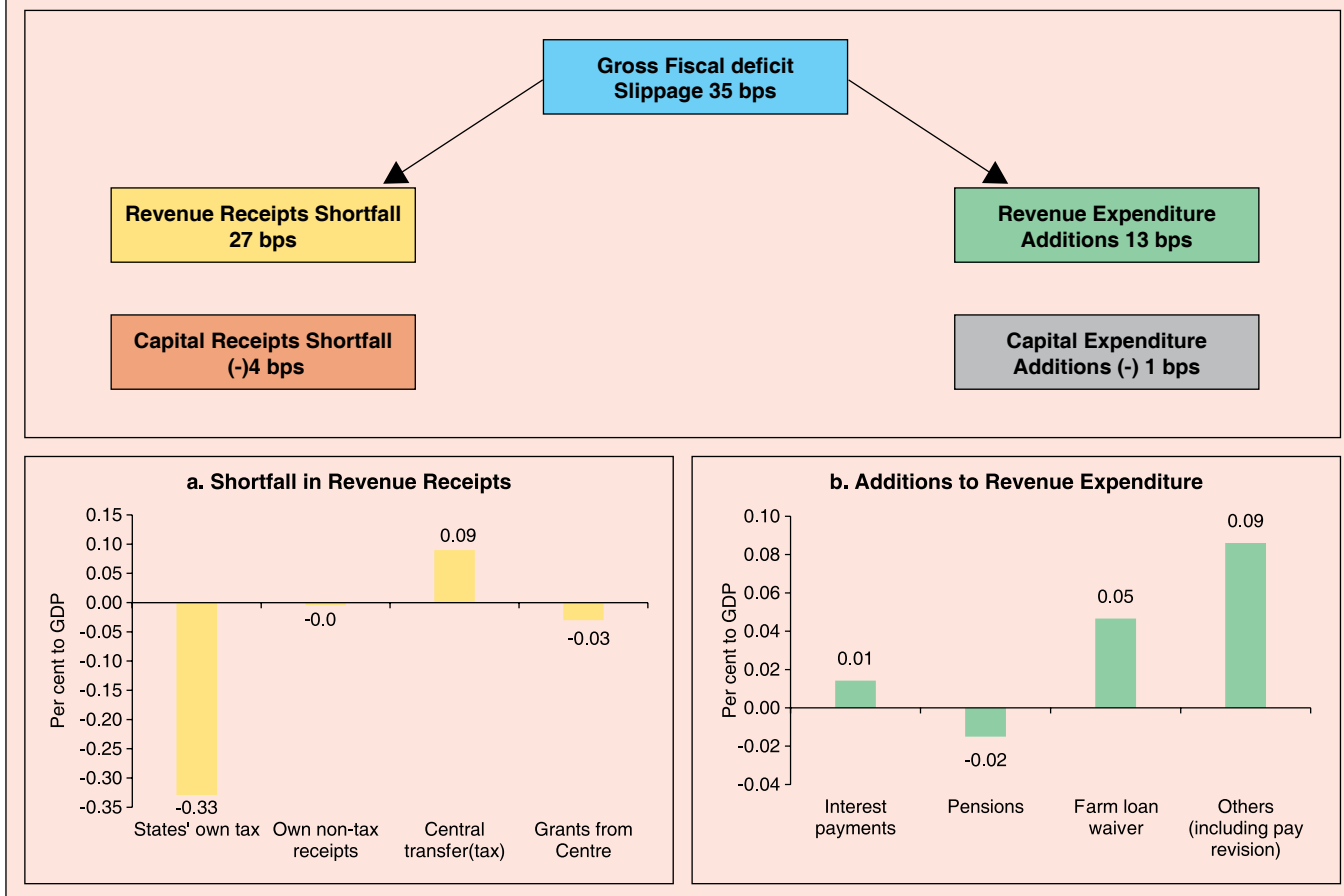 Gross Fiscal deficit
Slippage 35 bps
Revenue Receipts Shortfall
27 bps
Revenue Expenditure
Additions 13 bps
Capital Receipts Shortfall
(-)4 bps
Capital Expenditure
Additions (-) 1 bps
a. Shortfall in Revenue Receipts
Per cent to GDP
0.15
0.10
0.05
0.00
-0.05
-0.10
-0.15
-0.20
-0.25
-0.30
-0.35
-0.33
-0.0
0.09
-0.03
States' own tax
Own non-tax
receipts
Central
transfer(tax)
Grants from
Centre
b. Additions to Revenue Expenditure
Per cent to GDP
0.10
0.08
0.06
0.04
0.02
0.00
-0.02
-0.04
0.01
-0.02
0.05
0.09
Interest
payments
Pensions
Farm loan
waiver
Others
(including pay
revision)